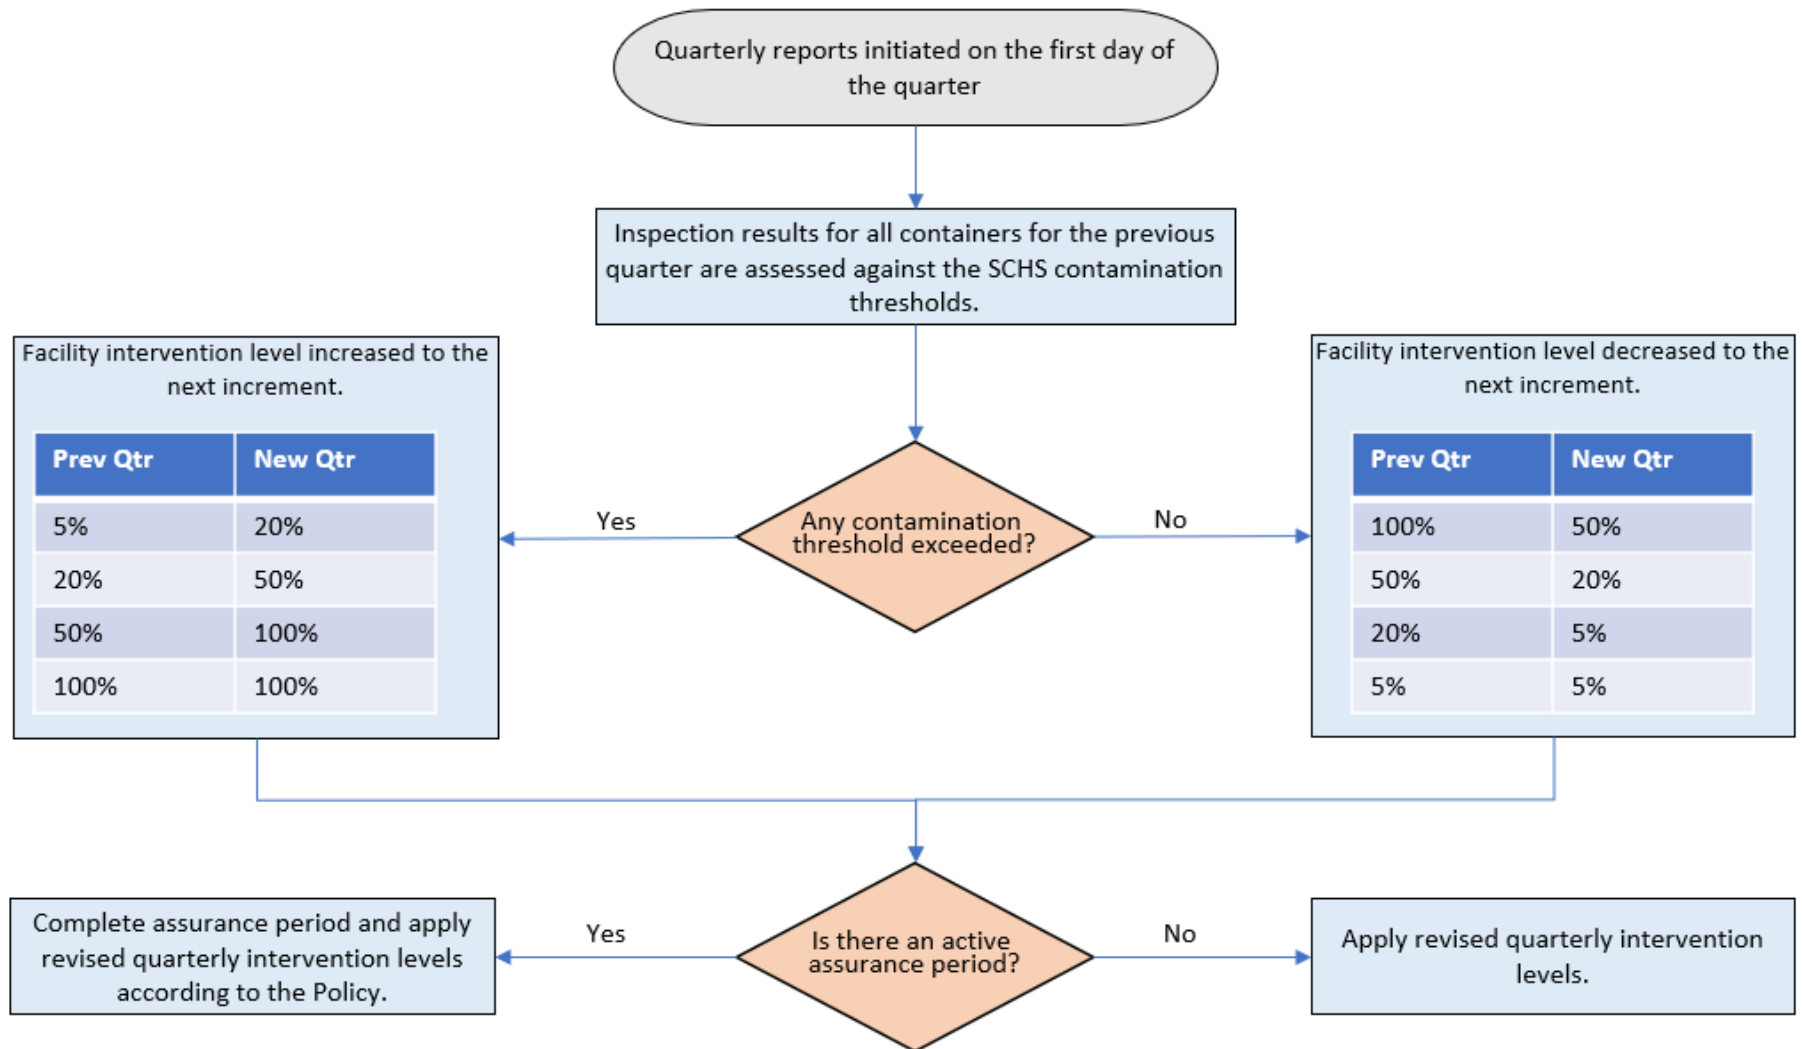 Quarterly reports initiated on the first day of
the quarter
Inspection results for all containers for the previous
quarter are assessed against the SCHS contamination
thresholds.
Facility intervention level increased to the
next increment.
Prev Qtr New Qtr
5% 20%
20% 50%
50% 100%
100% 100%
Yes
Any contamination
threshold exceeded?
No
Facility intervention level decreased to the
next increment.
Prev Qtr New Qtr
100% 50%
50% 20%
20% 5%
5% 5%
Complete assurance period and apply
revised quarterly intervention levels
according to the Policy.
Yes
Is there an active
assurance period?
No
Apply revised quarterly intervention
levels.